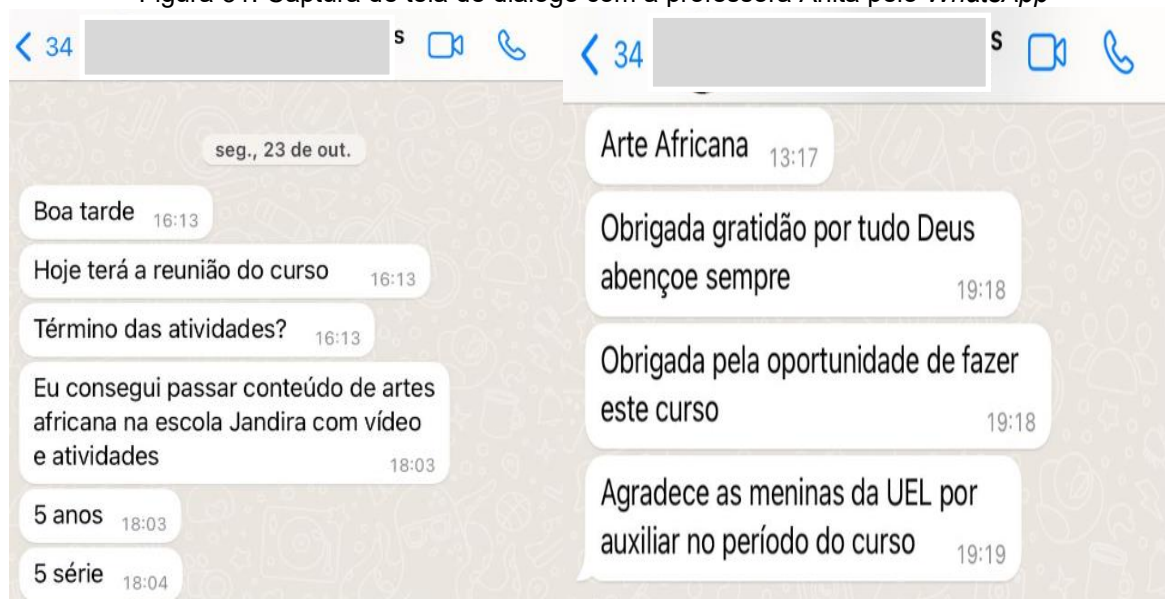 Captura de tela do diálogo com a professora Anita pelo WhatsApp
34
s
seg., 23 de out.
Boa tarde 16:13
Hoje terá a reunião do curso 16:13
Término das atividades? 16:13
Eu consegui passar conteúdo de artes
africana na escola Jandira com vídeo
e atividades 18:03
5 anos 18:03
5 série 18:04
34
s
Arte Africana 13:17
Obrigada gratidão por tudo Deus
abençoe sempre 19:18
Obrigada pela oportunidade de fazer
este curso 19:18
Agradece as meninas da UEL por
auxiliar no período do curso 19:19